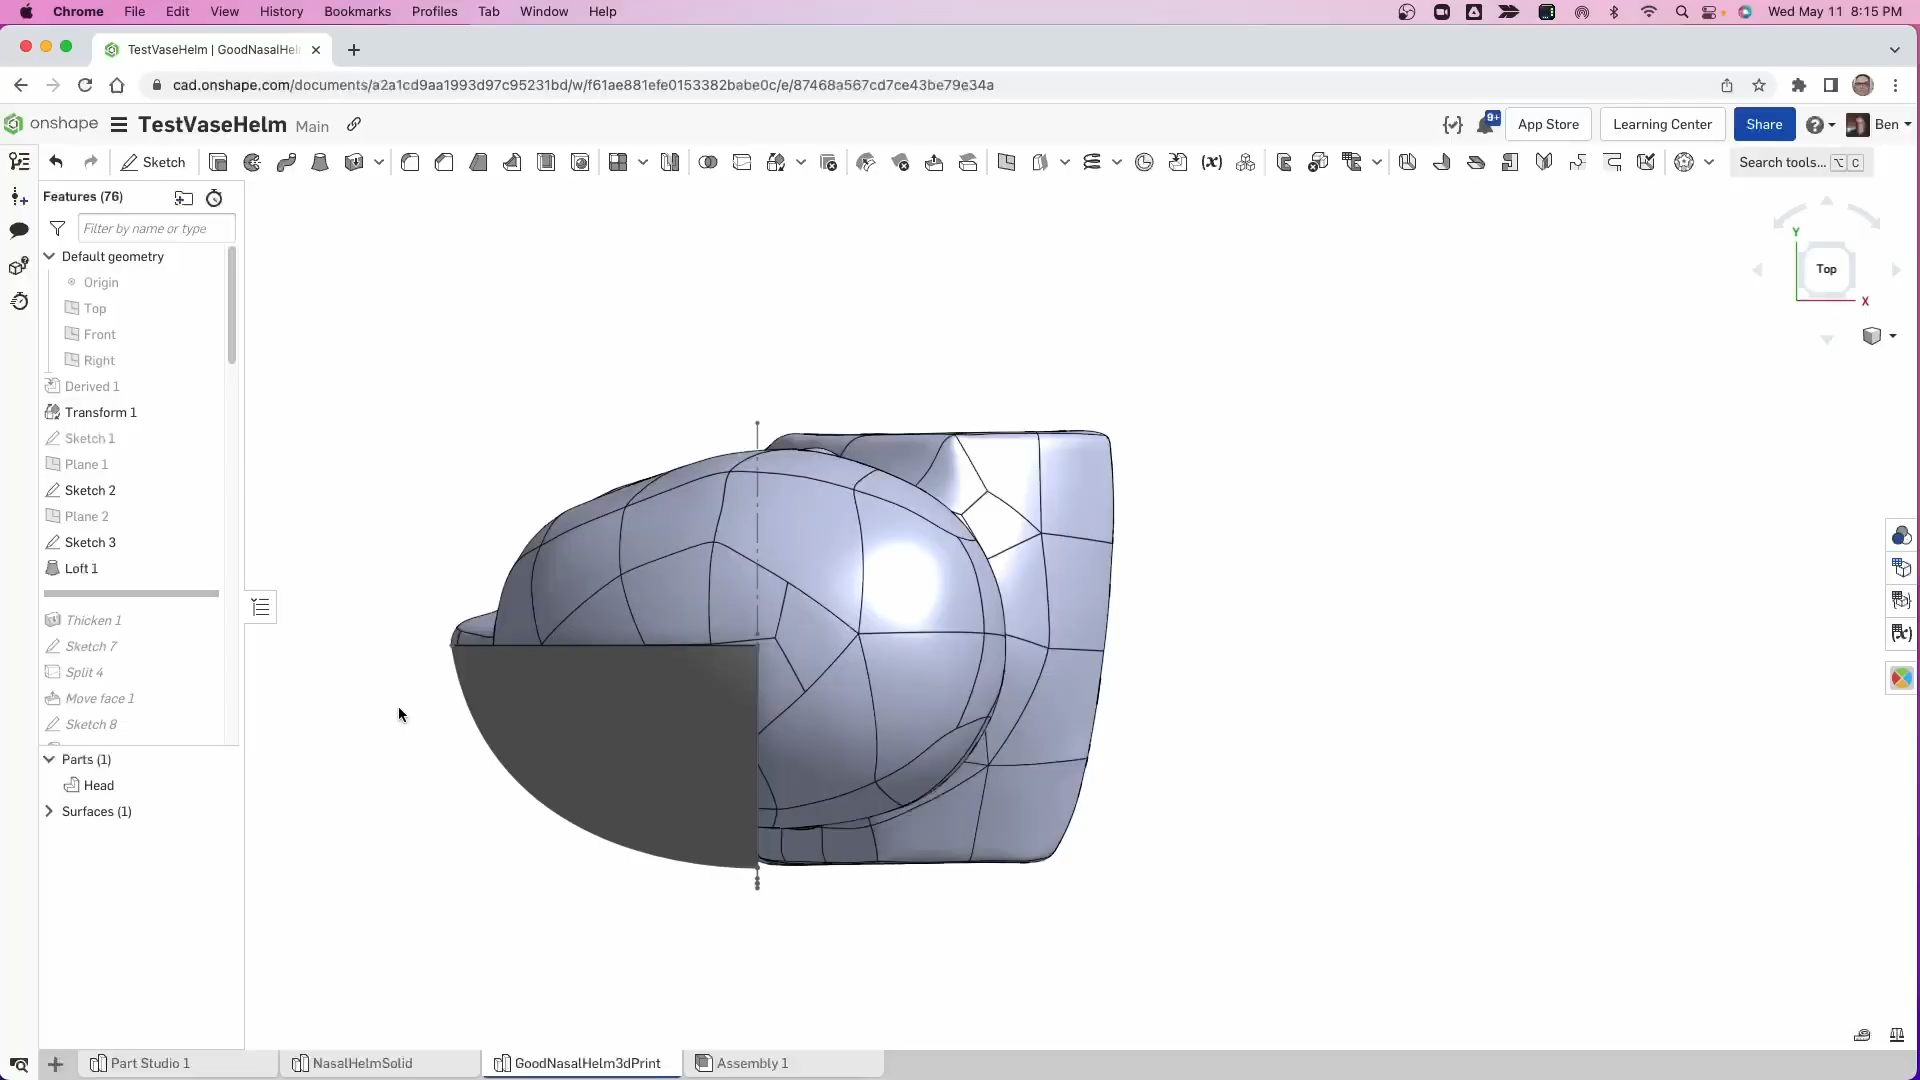 Chrome File Edit View History Bookmarks Profiles Tab Window Help Wed May 11 8:15 PM
TestVaseHelm | GoodNasalHel
cad.onshape.com/documents/a2a1cd9aa1993d97c95231bd/w/f61ae881efe0153382babe0c/e/87468a567cd7ce43be79e34a
onshape TestVaseHelm Main 9+ App Store Learning Center Share Ben
Sketch (x) Search tools... ⌥ C
Features (76)
Filter by name or type
Default geometry
Origin
Top
Front
Right
Derived 1
Transform 1
Sketch 1
Plane 1
Sketch 2
Plane 2
Sketch 3
Loft 1
Thicken 1
Sketch 7
Split 4
Move face 1
Sketch 8
Parts (1)
Head
Surfaces (1)
Y
Top
X
Part Studio 1 NasalHelmSolid GoodNasalHelm3dPrint Assembly 1